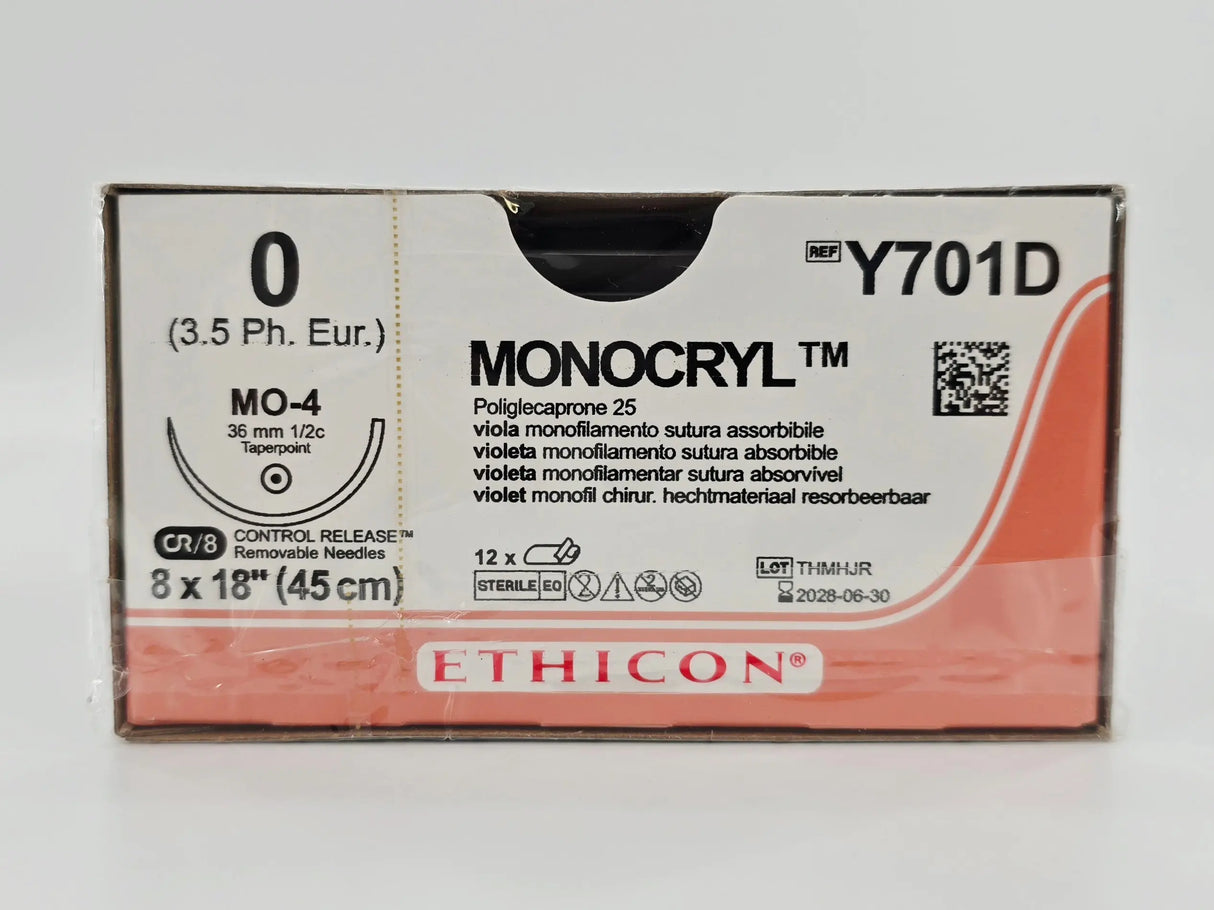 0
(3.5 Ph. Eur.)
MO-4
36 mm 1/2c
Taperpoint
CR/8 CONTROL RELEASE™
Removable Needles
8 x 18" (45 cm)
REF Y701D
MONOCRYL™
Poliglecaprone 25
viola monofilamento sutura assorbibile
violeta monofilamento sutura absorbible
violeta monofilamentar sutura absorvível
violet monofil chirur. hechtmateriaal resorbeerbaar
12 x
STERILE EO
LOT THMHJR
2028-06-30
ETHICON®